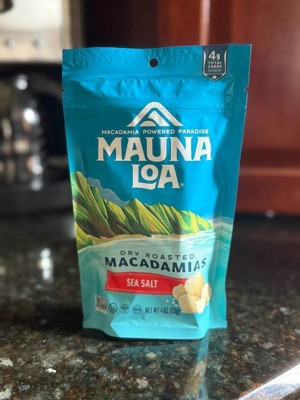 4g
TOTAL
CARBS
MACADAMIA POWERED PARADISE
MAUNA
LOA®
DRY ROASTED
MACADAMIAS
SEA SALT
NET WT 4 OZ